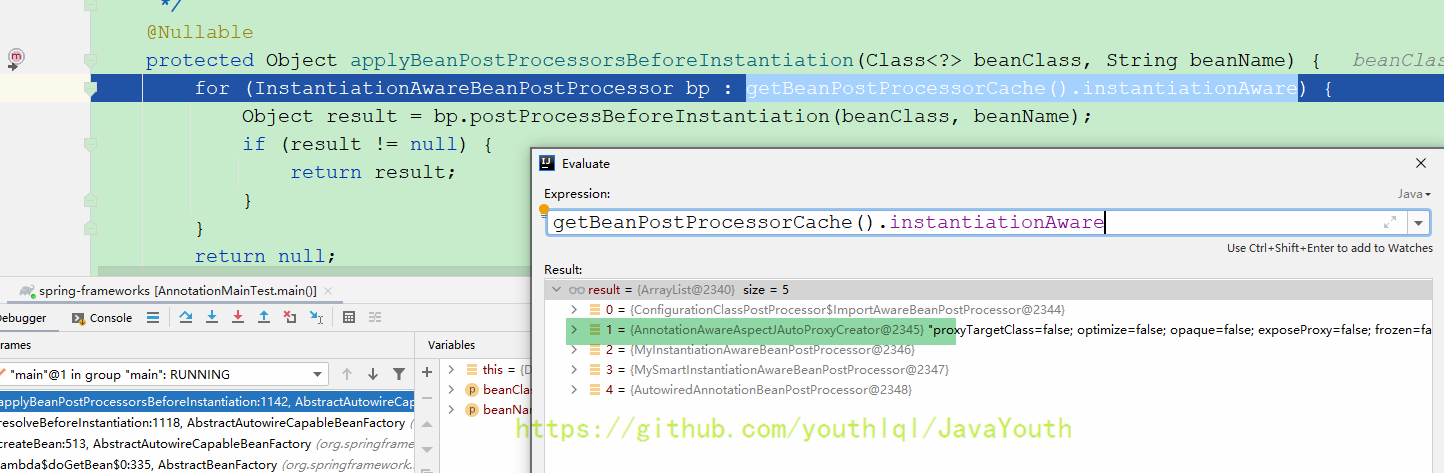 */
@Nullable
protected Object applyBeanPostProcessorsBeforeInstantiation(Class<?> beanClass, String beanName) { beanClas
for (InstantiationAwareBeanPostProcessor bp : getBeanPostProcessorCache().instantiationAware) {
Object result = bp.postProcessBeforeInstantiation(beanClass, beanName);
if (result != null) {
return result;
}
}
return null;
Evaluate
Expression:
Java
getBeanPostProcessorCache().instantiationAware
Use Ctrl+Shift+Enter to add to Watches
Result:
result = {ArrayList@2340} size = 5
0 = {ConfigurationClassPostProcessor$ImportAwareBeanPostProcessor@2344}
1 = {AnnotationAwareAspectJAutoProxyCreator@2345} "proxyTargetClass=false; optimize=false; opaque=false; exposeProxy=false; frozen=fa
2 = {MyInstantiationAwareBeanPostProcessor@2346}
3 = {MySmartInstantiationAwareBeanPostProcessor@2347}
4 = {AutowiredAnnotationBeanPostProcessor@2348}
spring-frameworks [AnnotationMainTest.main()]
Debugger Console
rames Variables
"main"@1 in group "main": RUNNING
this = {D
beanClas
beanNam
applyBeanPostProcessorsBeforeInstantiation:1142, AbstractAutowireCap
resolveBeforeInstantiation:1118, AbstractAutowireCapableBeanFactory (
createBean:513, AbstractAutowireCapableBeanFactory (org.springframe
lambda$doGetBean$0:335, AbstractBeanFactory (org.springframework.
https://github.com/youthlql/JavaYouth